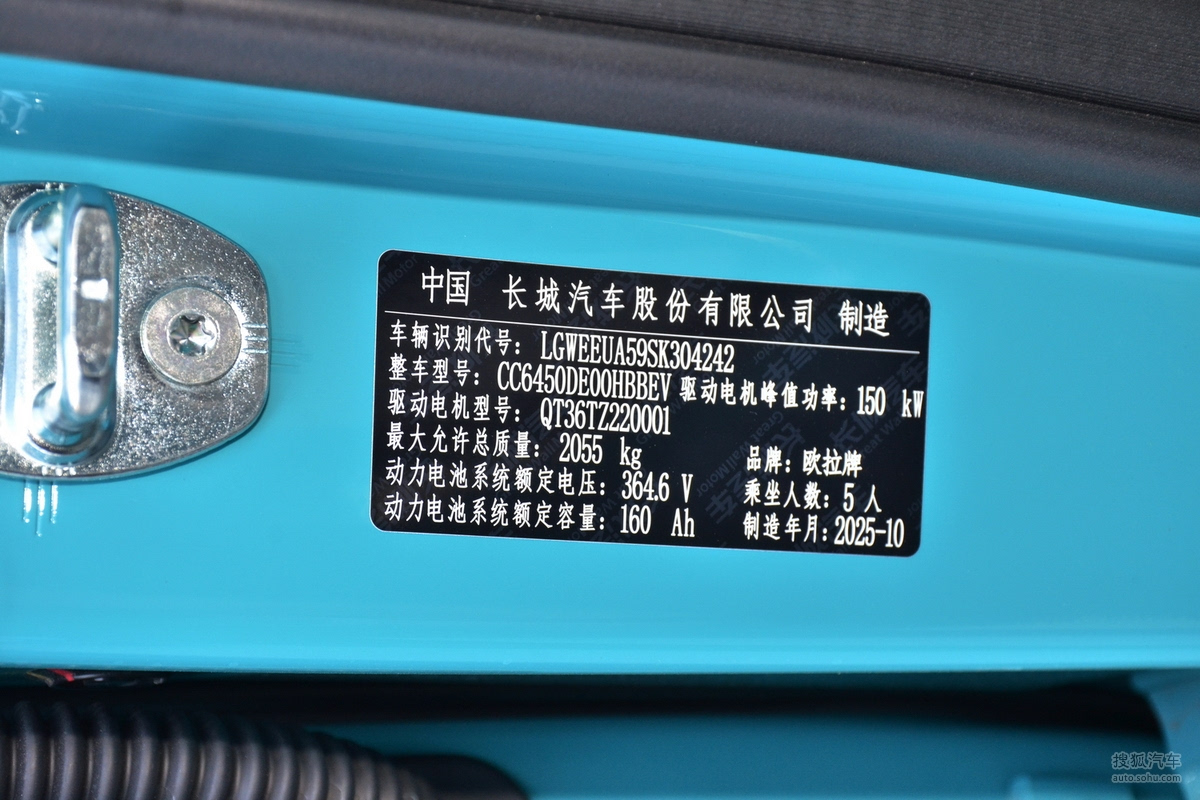 中国 长城汽车股份有限公司 制造
车辆识别代号: LGWEEUA59SK304242
整车型号: CC6450DE00HBBEV 驱动电机峰值功率: 150 kW
驱动电机型号: QT36TZ220001
最大允许总质量: 2055 kg 品牌: 欧拉牌
动力电池系统额定电压: 364.6 V 乘坐人数: 5 人
动力电池系统额定容量: 160 Ah 制造年月: 2025-10
搜狐汽车
auto.sohu.com